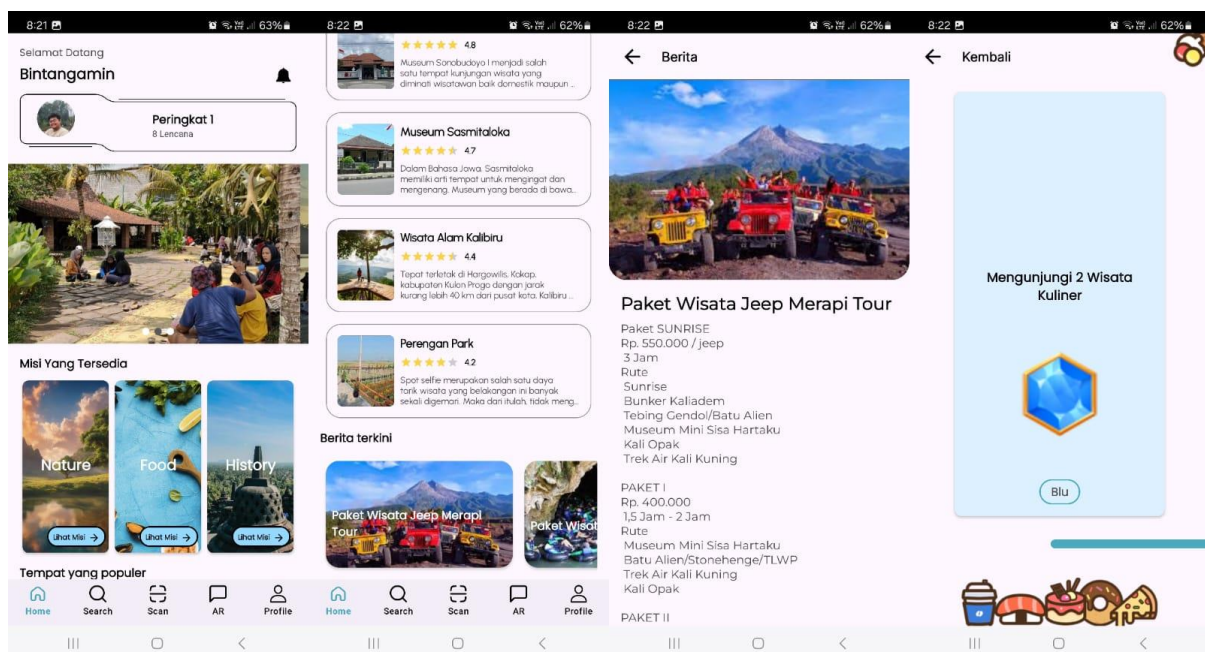 8:21 63%
Selamat Datang
Bintangamin
Peringkat 1
8 Lencana
Misi Yang Tersedia
Nature
Food
History
Lihat Misi →
Lihat Misi →
Lihat Misi →
Tempat yang populer
Home Search Scan AR Profile
8:22 62%
4.8
Museum Sonobudoyo I menjadi salah
satu tempat kunjungan wisata yang
diminati wisatawan baik domestik maupun ...
Museum Sasmitaloka
4.7
Dalam Bahasa Jawa. Sasmitaloka
memiliki arti tempat untuk mengingat dan
mengenang. Museum yang berada di bawa...
Wisata Alam Kalibiru
4.4
Tepat terletak di Hargowilis, Kokap,
kabupaten Kulon Progo dengan jarak
kurang lebih 40 km dari pusat kota. Kalibiru ...
Perengan Park
4.2
Spot selfie merupakan salah satu daya
tarik wisata yang belakangan ini banyak
sekali digemari. Maka dari itulah, tidak meng...
Berita terkini
Paket Wisata Jeep Merapi
Tour
Paket Wisat
Home Search Scan AR Profile
8:22 62%
← Berita
Paket Wisata Jeep Merapi Tour
Paket SUNRISE
Rp. 550.000 / jeep
3 Jam
Rute
Sunrise
Bunker Kaliadem
Tebing Gendol/Batu Alien
Museum Mini Sisa Hartaku
Kali Opak
Trek Air Kali Kuning
PAKET I
Rp. 400.000
1,5 Jam - 2 Jam
Rute
Museum Mini Sisa Hartaku
Batu Alien/Stonehenge/TLWP
Trek Air Kali Kuning
Kali Opak
PAKET II
8:22 62%
← Kembali
Mengunjungi 2 Wisata
Kuliner
Blu